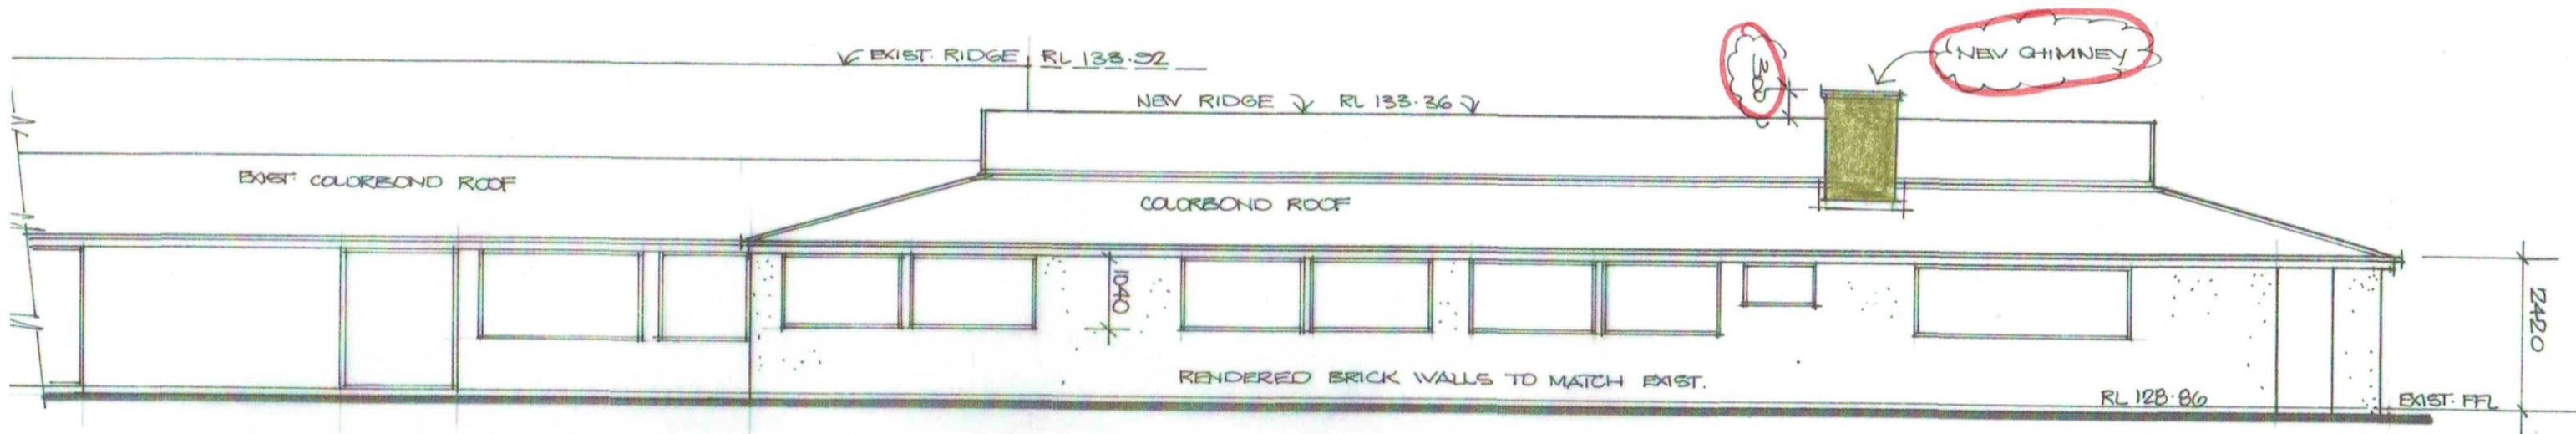 EXIST. RIDGE RL 133.92
NEW CHIMNEY
NEW RIDGE RL 133.36
EXIST. COLORBOND ROOF
COLORBOND ROOF
1040
2420
RENDERED BRICK WALLS TO MATCH EXIST.
RL 128.86
EXIST. FFL